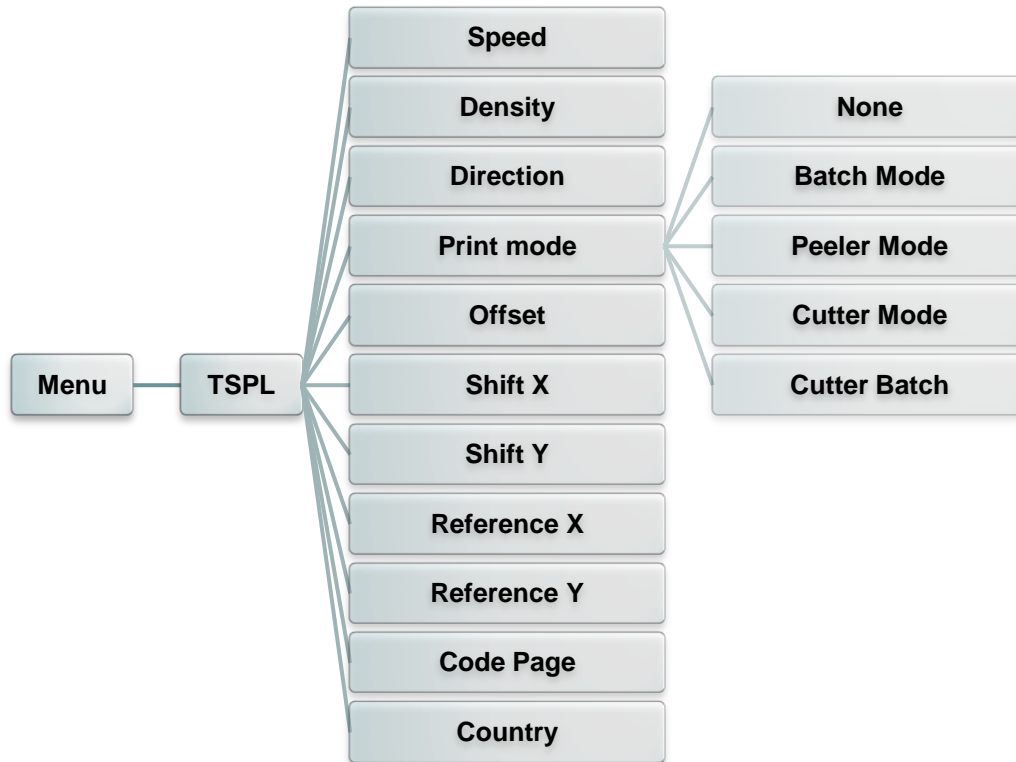 Menu
TSPL
Speed
Density
Direction
Print mode
Offset
Shift X
Shift Y
Reference X
Reference Y
Code Page
Country
None
Batch Mode
Peeler Mode
Cutter Mode
Cutter Batch